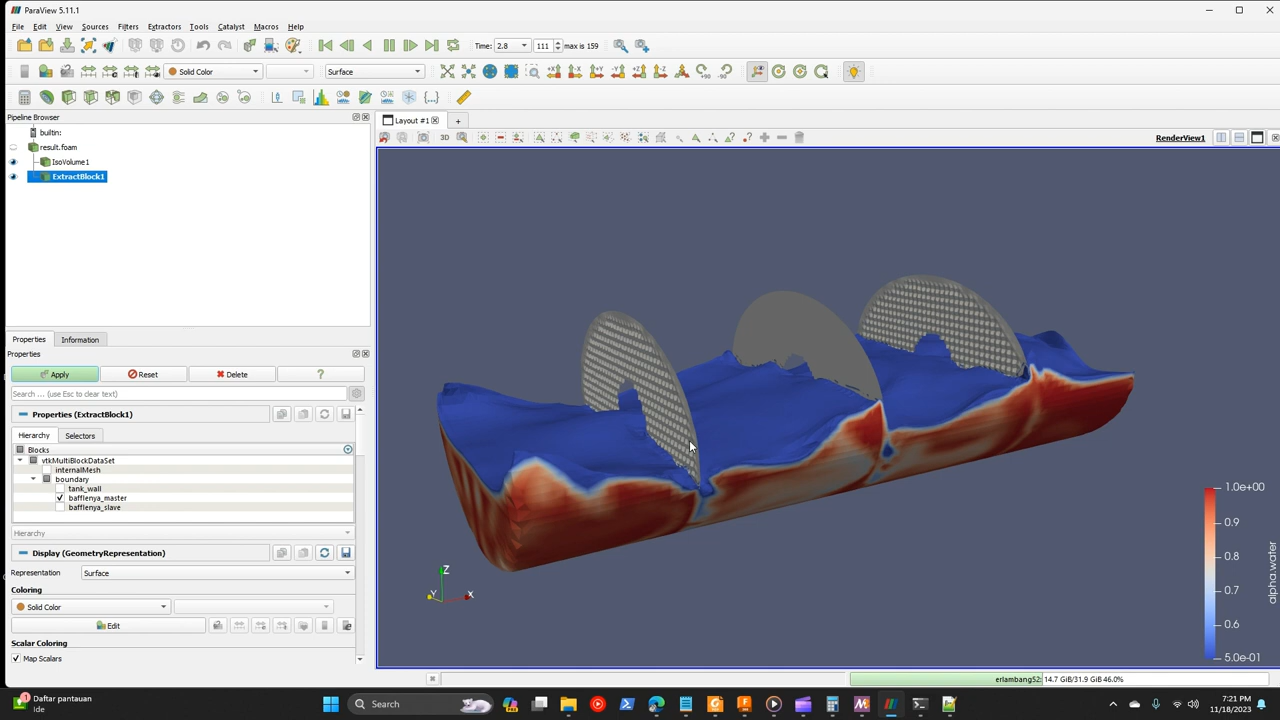 ParaView 5.11.1
File Edit View Sources Filters Extractors Tools Catalyst Macros Help
Time: 2.8 111 max is 159
Solid Color Surface
Pipeline Browser
Layout #1
builtin:
3D RenderView1
result.foam
IsoVolume1
ExtractBlock1
Properties Information
Properties
Apply Reset Delete ?
Search ... (use Esc to clear text)
Properties (ExtractBlock1)
Hierarchy Selectors
Blocks
vtkMultiBlockDataSet
internalMesh
boundary
tank_wall
bafflenya_master
bafflenya_slave
Hierarchy
Display (GeometryRepresentation)
Representation Surface
Coloring
Solid Color
Edit
Scalar Coloring
Map Scalars
Z
Y
X
1.0e+00
0.9
0.8
0.7
0.6
5.0e-01
alpha.water
erlambang52: 14.7 GiB/31.9 GiB 46.0%
1
Daftar pantauan
Ide
Search
7:21 PM
11/18/2023